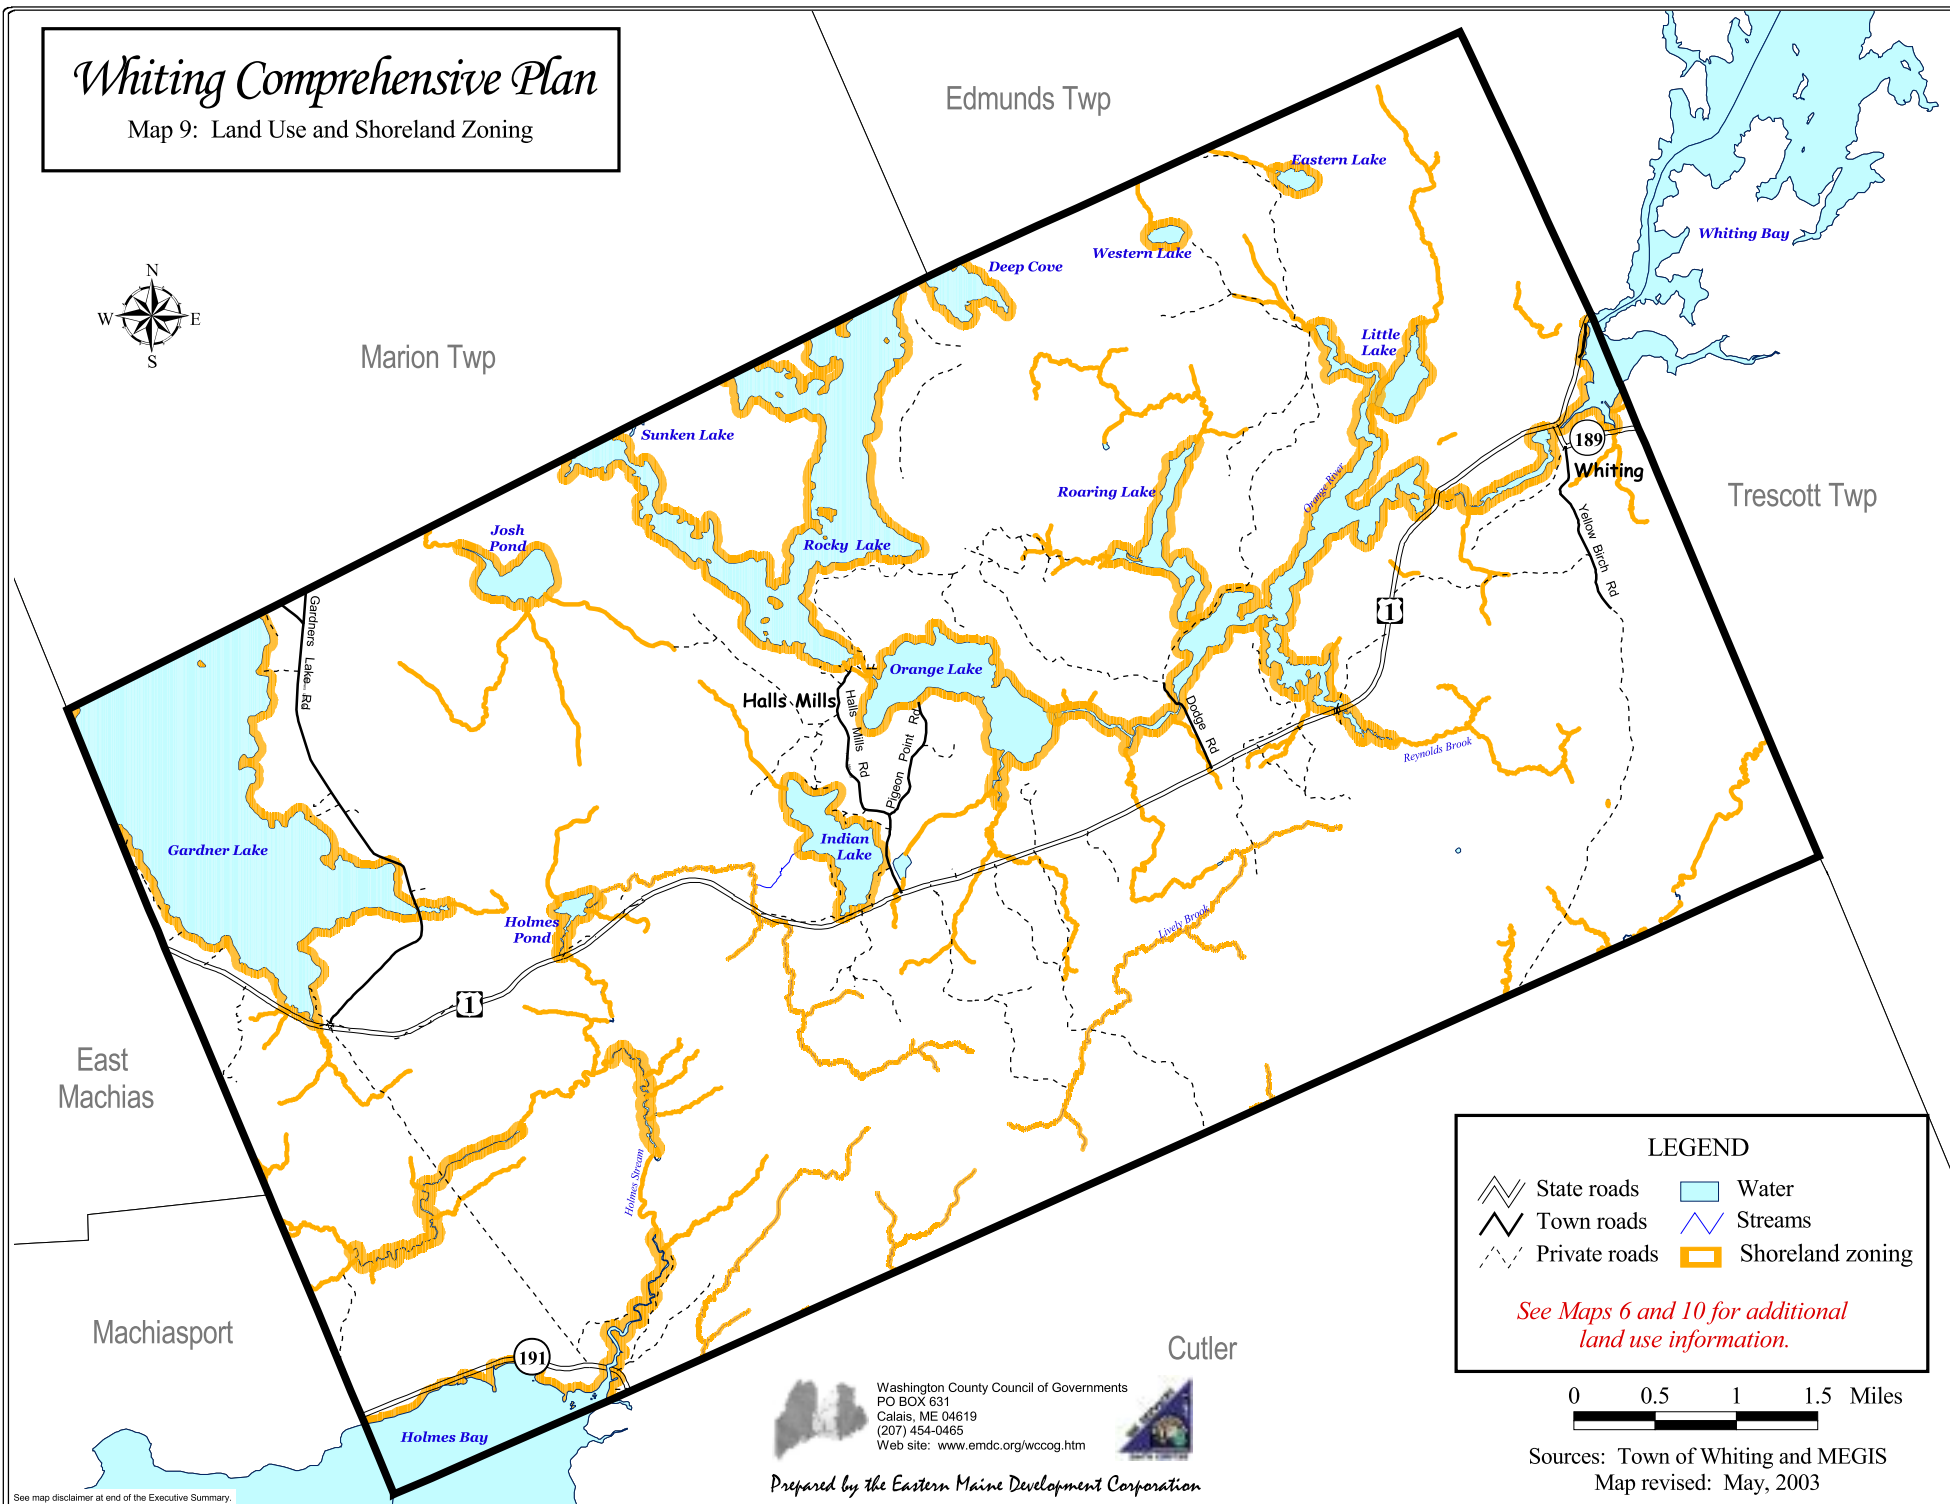 Whiting Comprehensive Plan
Map 9: Land Use and Shoreland Zoning
Edmunds Twp
Eastern Lake
Whiting Bay
Western Lake
Deep Cove
N
W
E
S
Marion Twp
Little
Lake
Sunken Lake
189
Whiting
Roaring Lake
Orange River
Trescott Twp
Josh
Pond
Rocky Lake
Yellow Birch Rd
Gardners Lake Rd
1
Orange Lake
Halls Mills
Halls Mills Rd
Pigeon Point Rd
Dodge Rd
Reynolds Brook
Gardner Lake
Indian
Lake
Holmes
Pond
Lively Brook
1
East
Machias
Holmes Stream
Machiasport
191
Holmes Bay
Cutler
LEGEND
State roads
Water
Town roads
Streams
Private roads
Shoreland zoning
See Maps 6 and 10 for additional
land use information.
0 0.5 1 1.5 Miles
Sources: Town of Whiting and MEGIS
Map revised: May, 2003
Washington County Council of Governments
PO BOX 631
Calais, ME 04619
(207) 454-0465
Web site: www.emdc.org/wccog.htm
Prepared by the Eastern Maine Development Corporation
See map disclaimer at end of the Executive Summary.